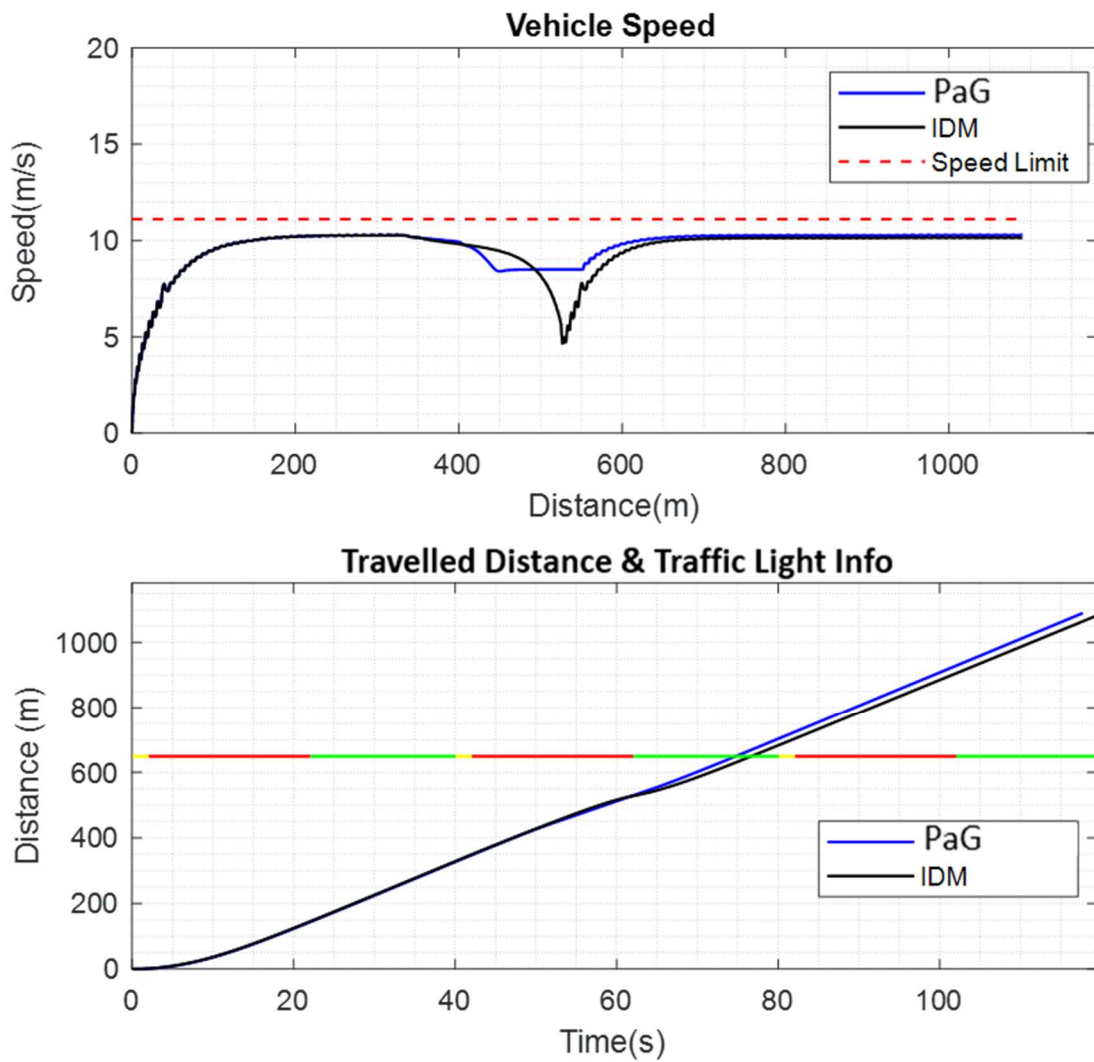 Vehicle Speed
20
15
10
5
0
Speed(m/s)
PaG
IDM
Speed Limit
0 200 400 600 800 1000
Distance(m)
Travelled Distance & Traffic Light Info
1000
800
600
400
200
0
Distance (m)
PaG
IDM
0 20 40 60 80 100
Time(s)